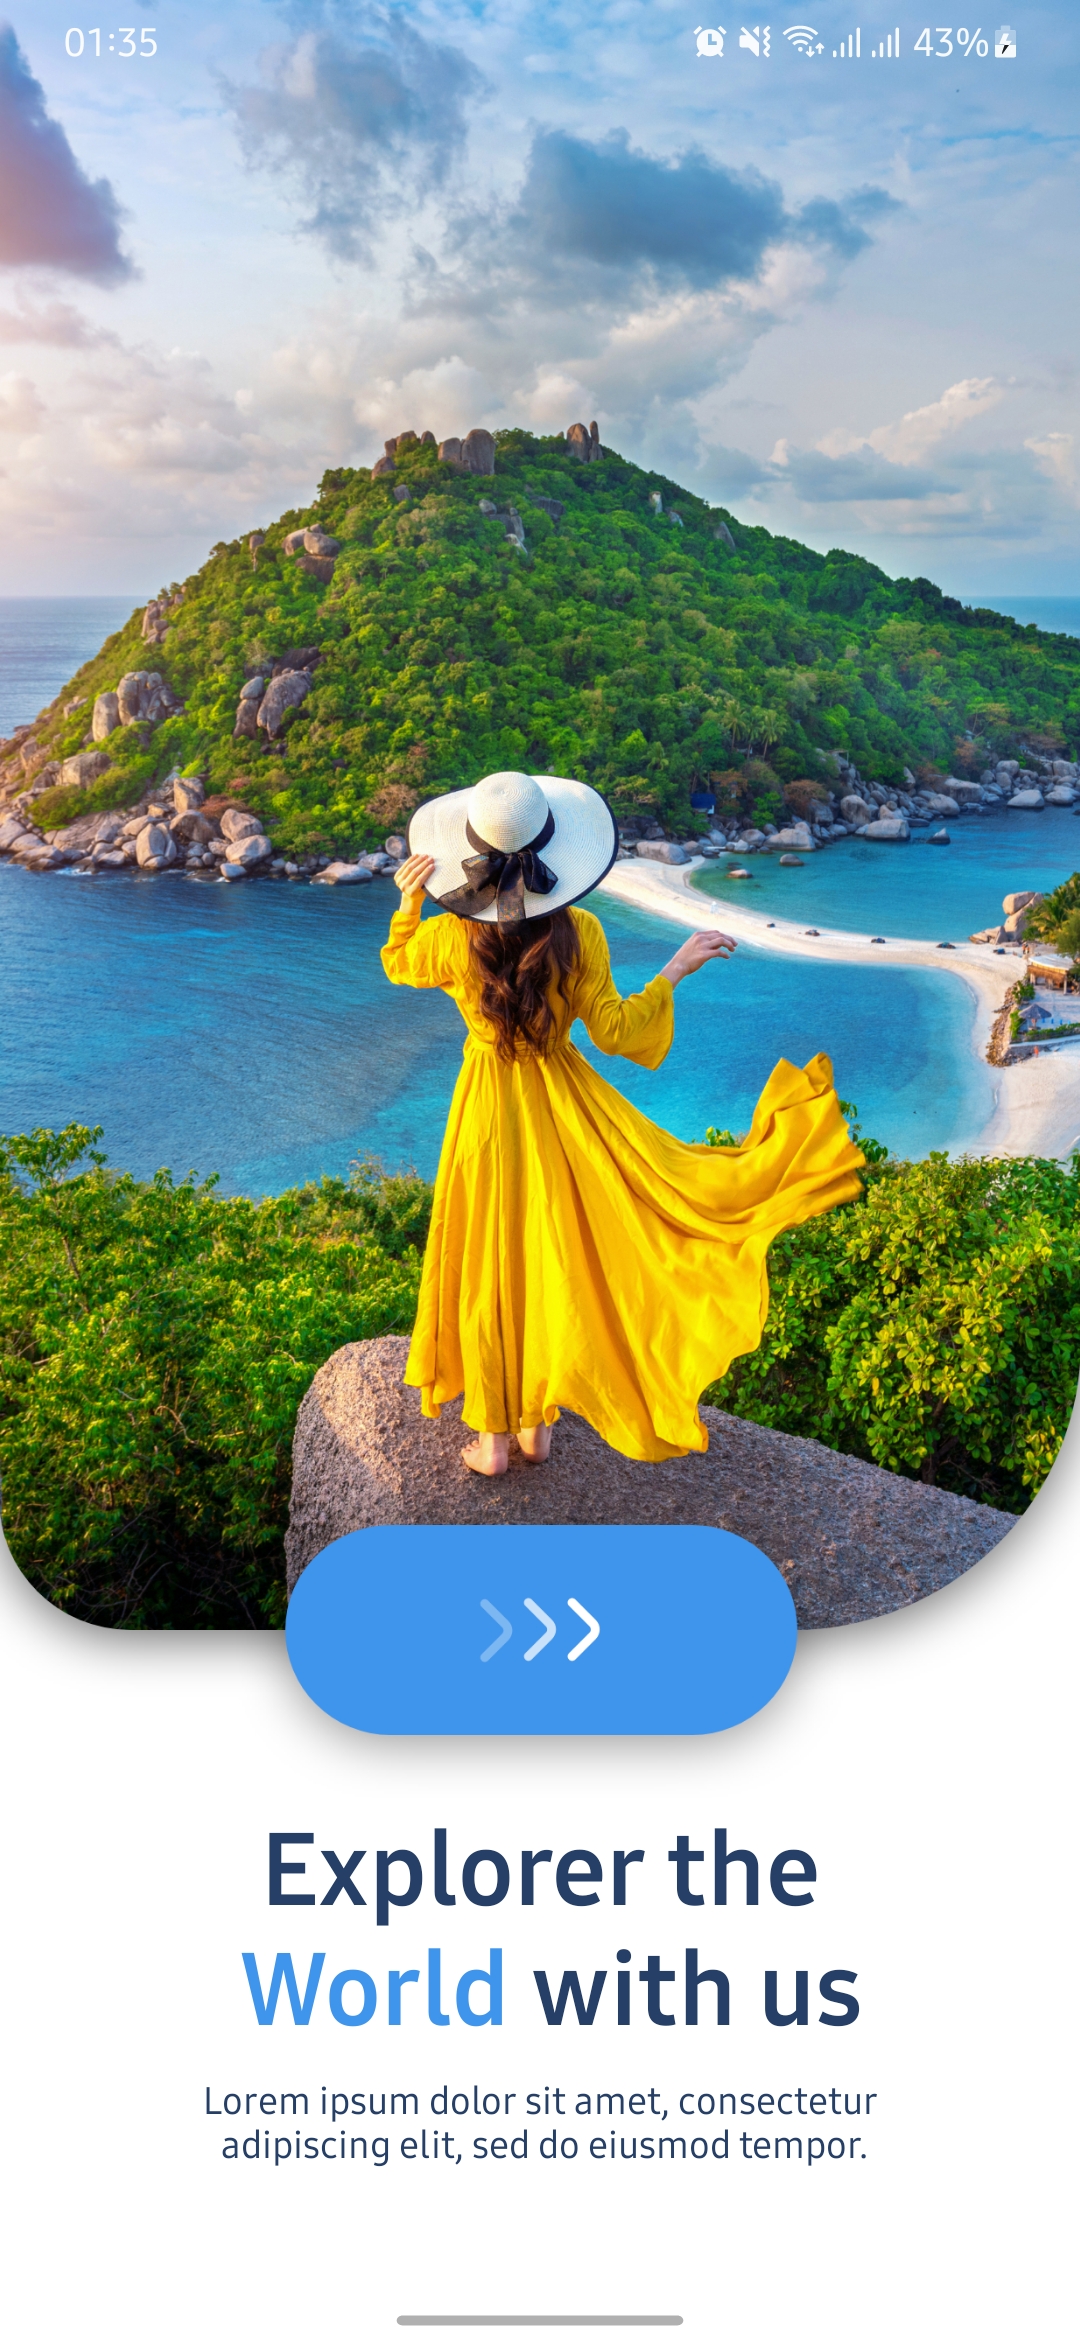 01:35 43%
Explorer the
World with us
Lorem ipsum dolor sit amet, consectetur
adipiscing elit, sed do eiusmod tempor.